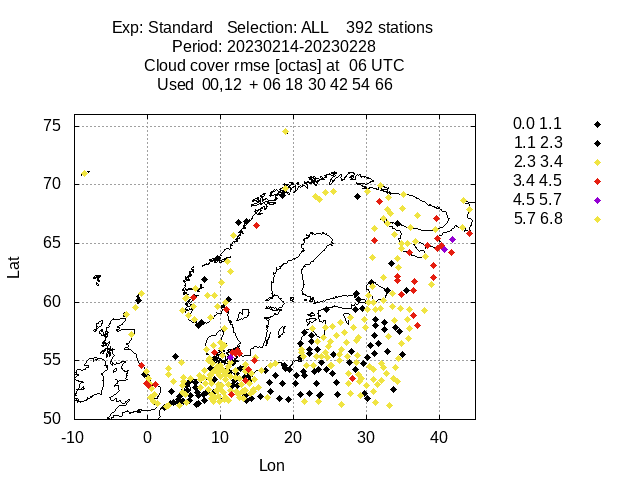 Exp: Standard   Selection: ALL    392 stations
Period: 20230214-20230228
Cloud cover rmse [octas] at  06 UTC
Used  00,12  + 06 18 30 42 54 66
0.0 1.1
1.1 2.3
2.3 3.4
3.4 4.5
4.5 5.7
5.7 6.8
75
70
65
60
55
50
Lat
-10 0 10 20 30 40
Lon